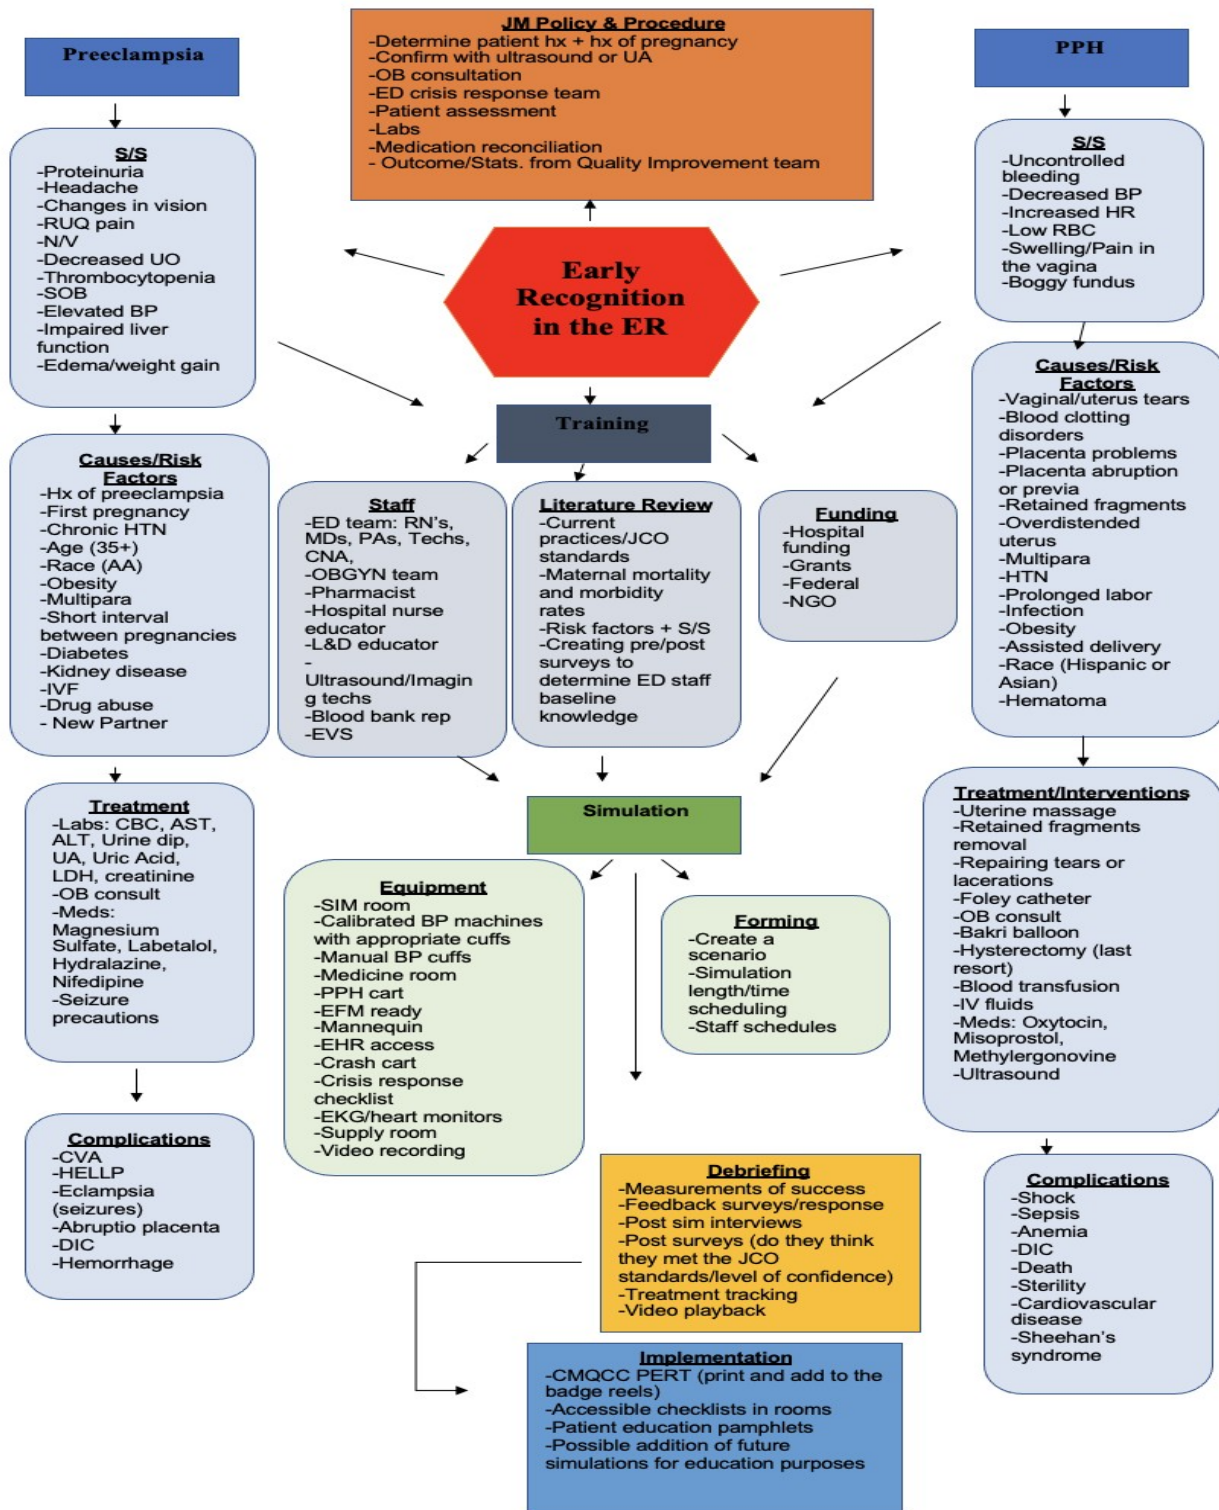 JM Policy & Procedure
-Determine patient hx + hx of pregnancy
-Confirm with ultrasound or UA
-OB consultation
-ED crisis response team
-Patient assessment
-Labs
-Medication reconciliation
- Outcome/Stats. from Quality Improvement team
Preeclampsia
S/S
-Proteinuria
-Headache
-Changes in vision
-RUQ pain
-N/V
-Decreased UO
-Thrombocytopenia
-SOB
-Elevated BP
-Impaired liver
function
-Edema/weight gain
Causes/Risk
Factors
-Hx of preeclampsia
-First pregnancy
-Chronic HTN
-Age (35+)
-Race (AA)
-Obesity
-Multipara
-Short interval
between pregnancies
-Diabetes
-Kidney disease
-IVF
-Drug abuse
- New Partner
Treatment
-Labs: CBC, AST,
ALT, Urine dip,
UA, Uric Acid,
LDH, creatinine
-OB consult
-Meds:
Magnesium
Sulfate, Labetalol,
Hydralazine,
Nifedipine
-Seizure
precautions
Complications
-CVA
-HELLP
-Eclampsia
(seizures)
-Abruptio placenta
-DIC
-Hemorrhage
Early
Recognition
in the ER
Training
Staff
-ED team: RN's,
MDs, PAs, Techs,
CNA,
-OBGYN team
-Pharmacist
-Hospital nurse
educator
-L&D educator
-
Ultrasound/Imagin
g techs
-Blood bank rep
-EVS
Literature Review
-Current
practices/JCO
standards
-Maternal mortality
and morbidity
rates
-Risk factors + S/S
-Creating pre/post
surveys to
determine ED staff
baseline
knowledge
Funding
-Hospital
funding
-Grants
-Federal
-NGO
Simulation
Equipment
-SIM room
-Calibrated BP machines
with appropriate cuffs
-Manual BP cuffs
-Medicine room
-PPH cart
-EFM ready
-Mannequin
-EHR access
-Crash cart
-Crisis response
checklist
-EKG/heart monitors
-Supply room
-Video recording
Forming
-Create a
scenario
-Simulation
length/time
scheduling
-Staff schedules
Debriefing
-Measurements of success
-Feedback surveys/response
-Post sim interviews
-Post surveys (do they think
they met the JCO
standards/level of confidence)
-Treatment tracking
-Video playback
Implementation
-CMQCC PERT (print and add to the
badge reels)
-Accessible checklists in rooms
-Patient education pamphlets
-Possible addition of future
simulations for education purposes
PPH
S/S
-Uncontrolled
bleeding
-Decreased BP
-Increased HR
-Low RBC
-Swelling/Pain in
the vagina
-Boggy fundus
Causes/Risk
Factors
-Vaginal/uterus tears
-Blood clotting
disorders
-Placenta problems
-Placenta abruption
or previa
-Retained fragments
-Overdistended
uterus
-Multipara
-HTN
-Prolonged labor
-Infection
-Obesity
-Assisted delivery
-Race (Hispanic or
Asian)
-Hematoma
Treatment/Interventions
-Uterine massage
-Retained fragments
removal
-Repairing tears or
lacerations
-Foley catheter
-OB consult
-Bakri balloon
-Hysterectomy (last
resort)
-Blood transfusion
-IV fluids
-Meds: Oxytocin,
Misoprostol,
Methylergonovine
-Ultrasound
Complications
-Shock
-Sepsis
-Anemia
-DIC
-Death
-Sterility
-Cardiovascular
disease
-Sheehan's
syndrome